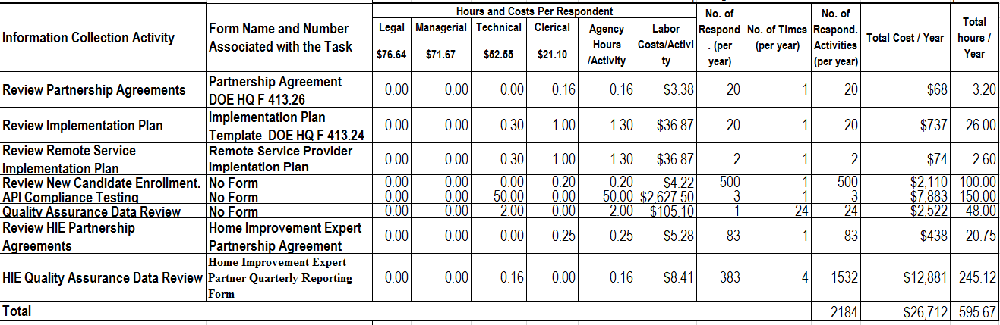 Information Collection Activity | Form Name and Number Associated with the Task | Hours and Costs Per Respondent | No. of Respond . (per year) | No. of Times (per year) | No. of Respond. Activities (per year) | Total Cost / Year | Total hours / Year
Legal | Managerial | Technical | Clerical | Agency Hours /Activity | Labor Costs/Activi ty
$76.64 | $71.67 | $52.55 | $21.10
Review Partnership Agreements | Partnership Agreement DOE HQ F 413.26 | 0.00 | 0.00 | 0.00 | 0.16 | 0.16 | $3.38 | 20 | 1 | 20 | $68 | 3.20
Review Implementation Plan | Implementation Plan Template DOE HQ F 413.24 | 0.00 | 0.00 | 0.30 | 1.00 | 1.30 | $36.87 | 20 | 1 | 20 | $737 | 26.00
Review Remote Service Implementation Plan | Remote Service Provider Implentation Plan | 0.00 | 0.00 | 0.30 | 1.00 | 1.30 | $36.87 | 2 | 1 | 2 | $74 | 2.60
Review New Candidate Enrollment. | No Form | 0.00 | 0.00 | 0.00 | 0.20 | 0.20 | $4.22 | 500 | 1 | 500 | $2,110 | 100.00
API Compliance Testing | No Form | 0.00 | 0.00 | 50.00 | 0.00 | 50.00 | $2,627.50 | 3 | 1 | 3 | $7,883 | 150.00
Quality Assurance Data Review | No Form | 0.00 | 0.00 | 2.00 | 0.00 | 2.00 | $105.10 | 1 | 24 | 24 | $2,522 | 48.00
Review HIE Partnership Agreements | Home Improvement Expert Partnership Agreement | 0.00 | 0.00 | 0.00 | 0.25 | 0.25 | $5.28 | 83 | 1 | 83 | $438 | 20.75
HIE Quality Assurance Data Review | Home Improvement Expert Partner Quarterly Reporting Form | 0.00 | 0.00 | 0.16 | 0.00 | 0.16 | $8.41 | 383 | 4 | 1532 | $12,881 | 245.12
Total | 2184 | $26,712 | 595.67